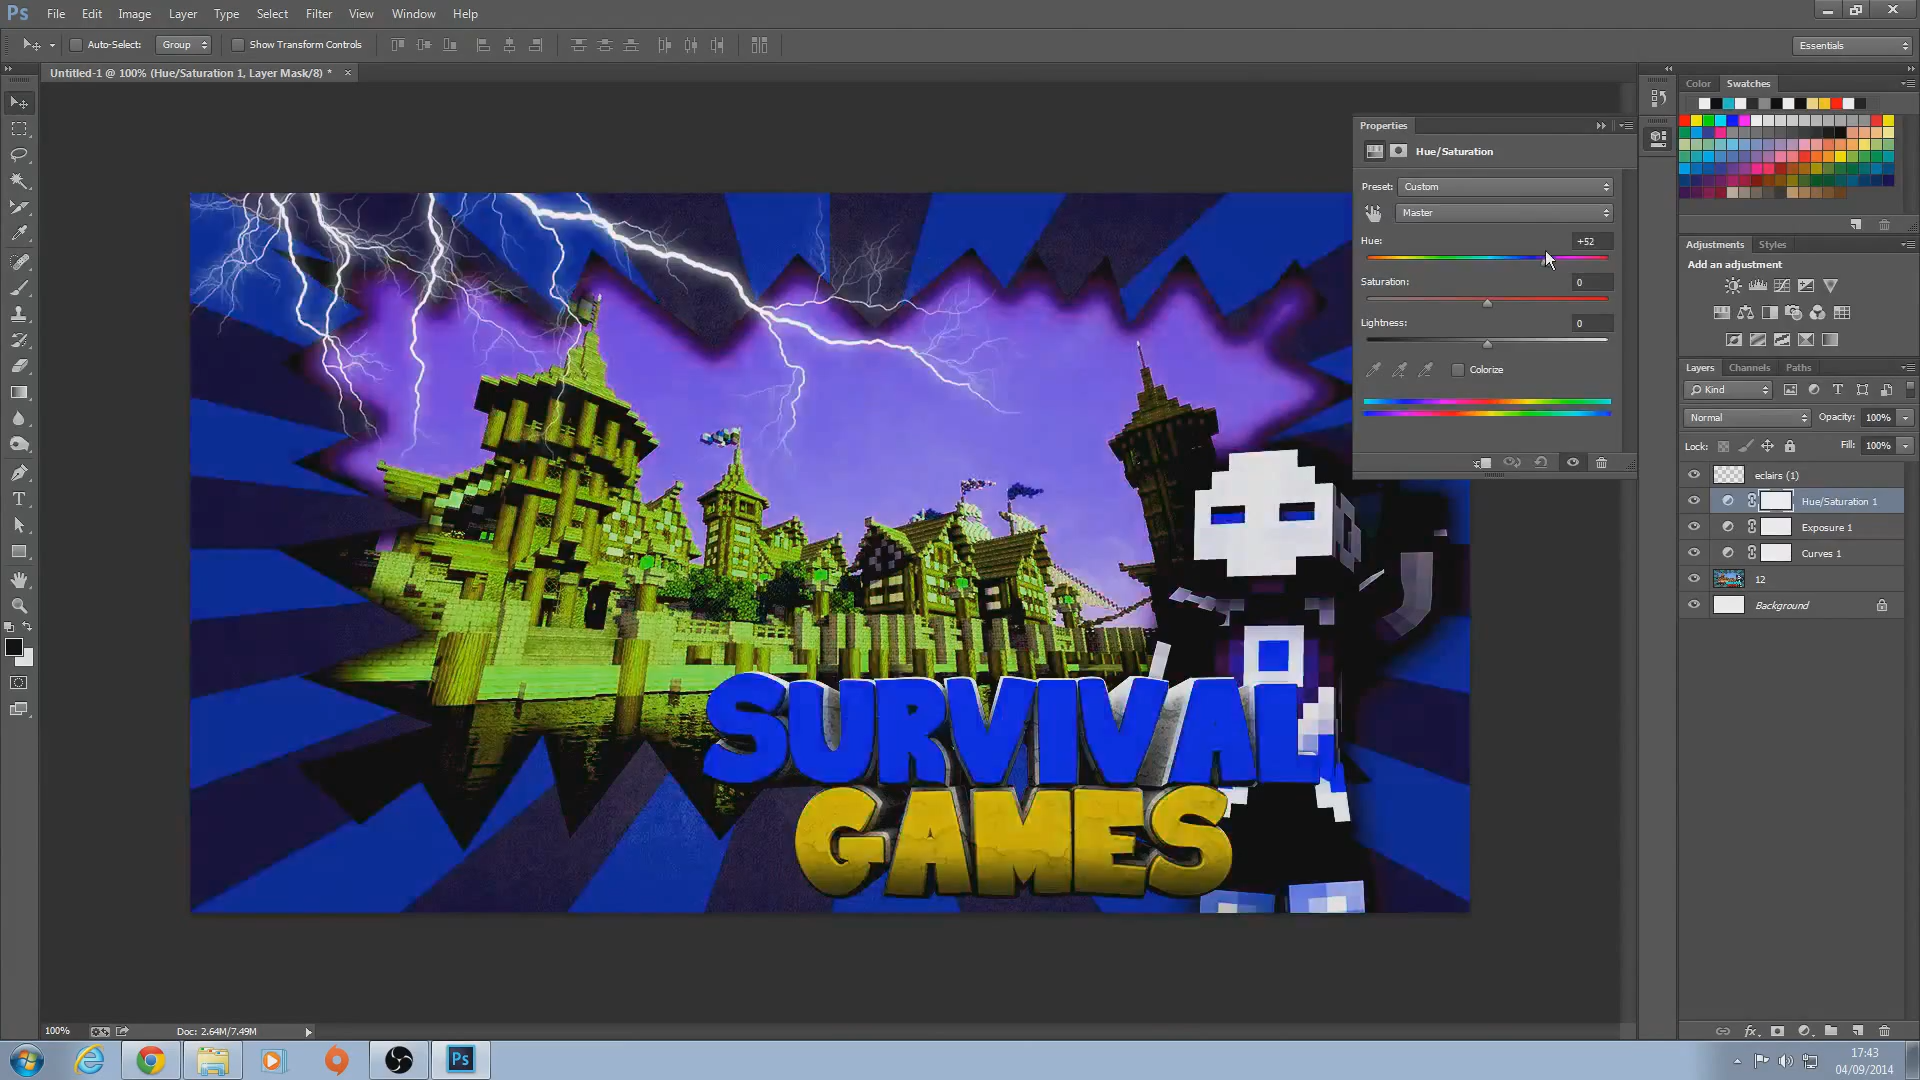 Ps File Edit Image Layer Type Select Filter View Window Help
Auto-Select: Group Show Transform Controls Essentials
Untitled-1 @ 100% (Hue/Saturation 1, Layer Mask/8) * ×
Color Swatches
Properties
Hue/Saturation
Preset: Custom
Master
Hue: +52
Saturation: 0
Lightness: 0
Colorize
Adjustments Styles
Add an adjustment
Layers Channels Paths
Kind
Normal Opacity: 100%
Lock: Fill: 100%
eclairs (1)
Hue/Saturation 1
Exposure 1
Curves 1
12
Background
SURVIVAL
GAMES
100% Doc: 2.64M/7.49M
Ps
17:43
04/09/2014